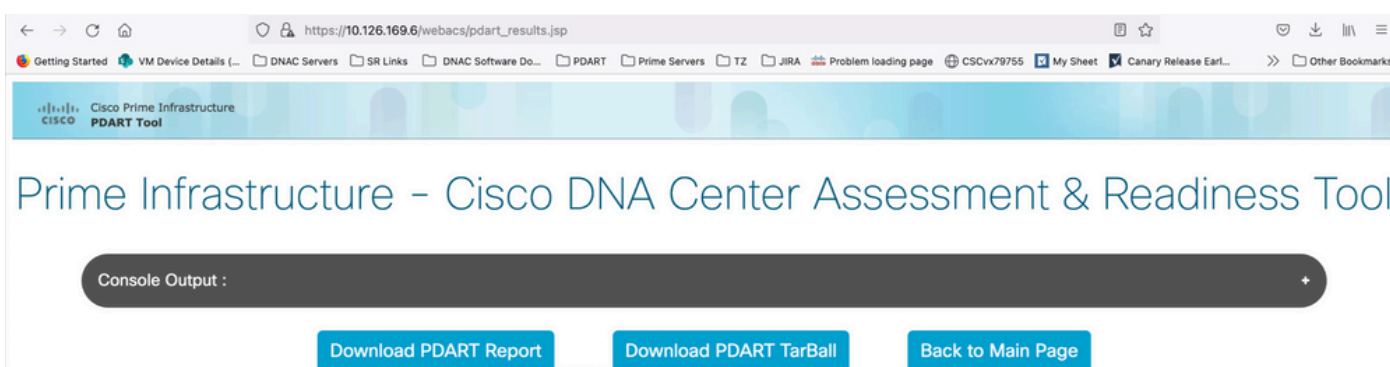 https://10.126.169.6/webacs/pdart_results.jsp
Getting Started VM Device Details (... DNAC Servers SR Links DNAC Software Do... PDART Prime Servers TZ JIRA Problem loading page CSCvx79755 My Sheet Canary Release Earl... Other Bookmarks
cisco Cisco Prime Infrastructure
PDART Tool
Prime Infrastructure - Cisco DNA Center Assessment & Readiness Tool
Console Output : +
Download PDART Report Download PDART TarBall Back to Main Page